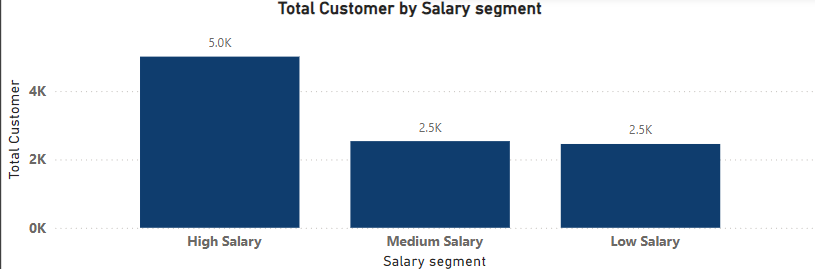 Total Customer by Salary segment
5.0K
2.5K
2.5K
4K
2K
0K
Total Customer
High Salary
Medium Salary
Low Salary
Salary segment